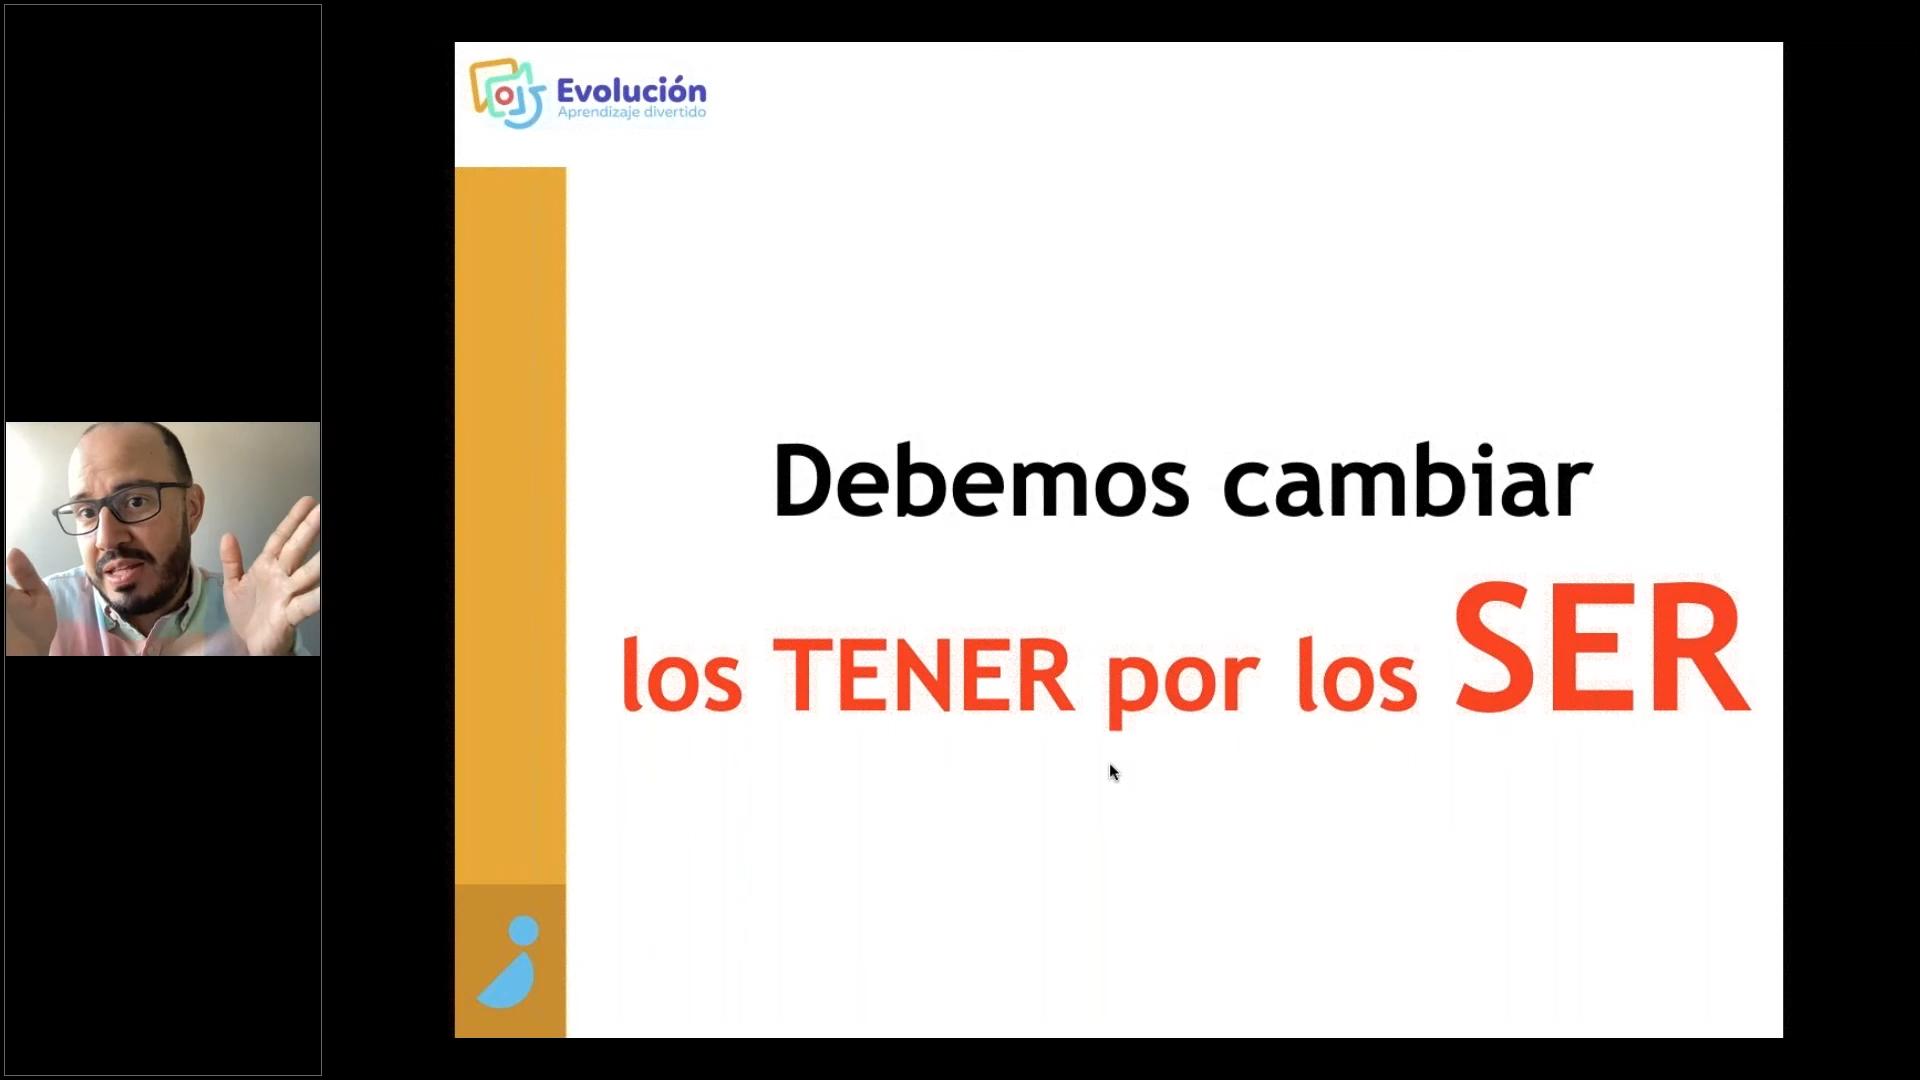 Evolución
Aprendizaje divertido
Debemos cambiar
los TENER por los SER